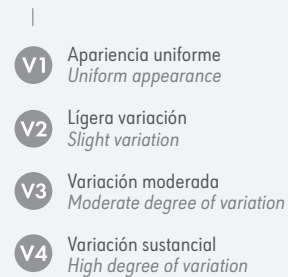 V1 Apariencia uniforme
Uniform appearance
V2 Lígera variación
Slight variation
V3 Variación moderada
Moderate degree of variation
V4 Variación sustancial
High degree of variation